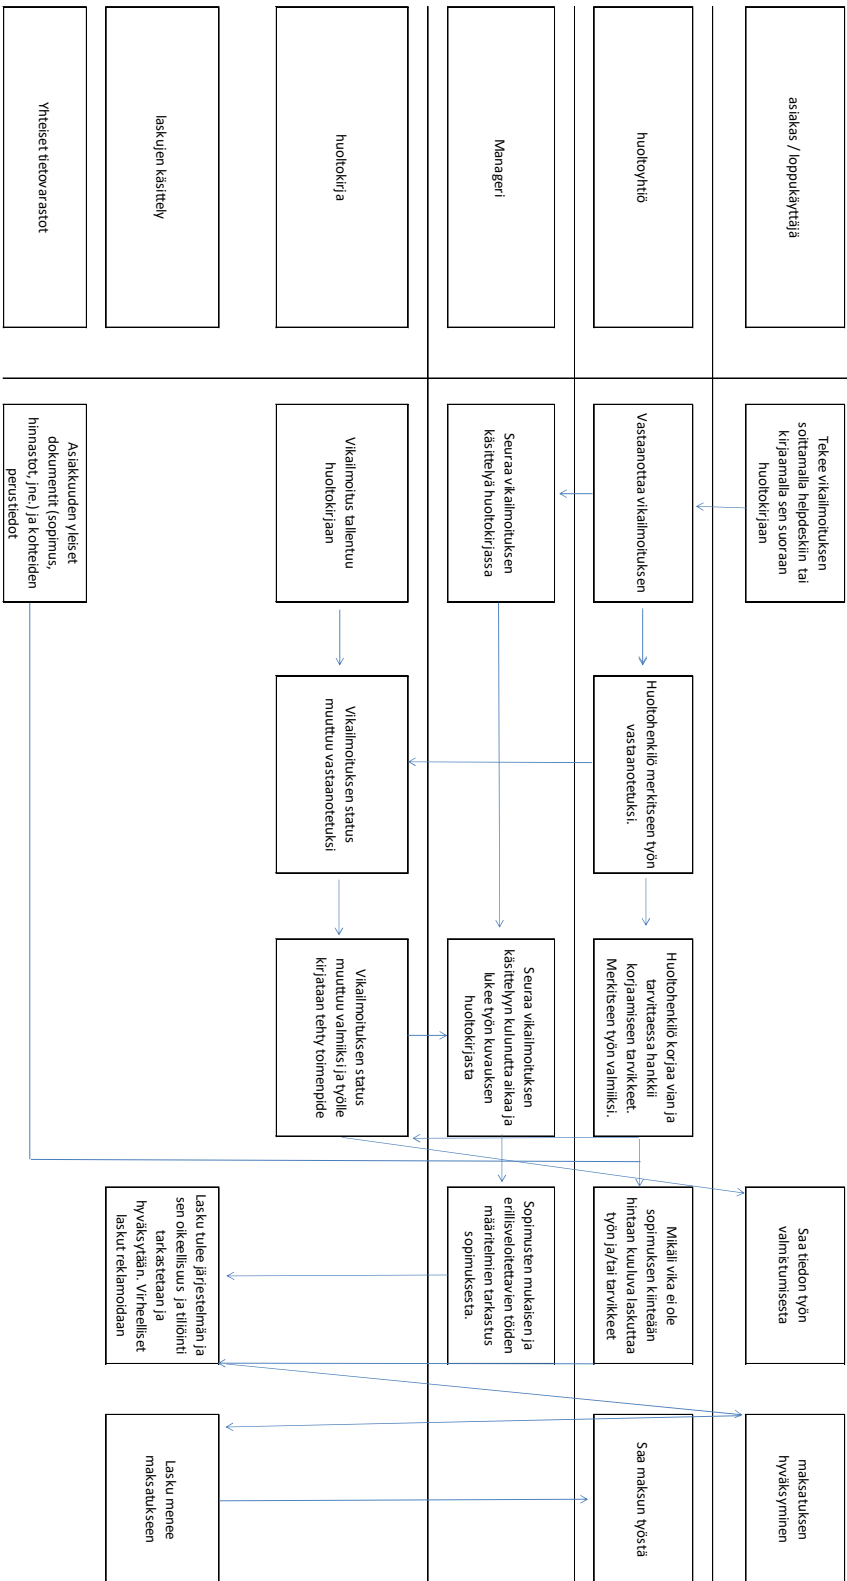 asiakas / loppukäyttäjä
Tekee vikailmoituksen
soittamalla helpdeskiin tai
kirjaamalla sen suoraan
huoltokirjaan
Saa tiedon työn
valmistumisesta
maksatuksen
hyväksyminen
huoltoyhtiö
Vastaanottaa vikailmoituksen
Huoltohenkilö merkitseen työn
vastaanotetuksi.
Huoltohenkilö korjaa vian ja
tarvittaessa hankkii
korjaamiseen tarvikkeet.
Merkitseen työn valmiiksi.
Mikäli vika ei ole
sopimuksen kiinteään
hintaan kuuluva laskuttaa
työn ja/tai tarvikkeet
Saa maksun työstä
Manageri
Seuraa vikailmoituksen
käsittelyä huoltokirjassa
Seuraa vikailmoituksen
käsittelyyn kulunutta aikaa ja
lukee työn kuvauksen
huoltokirjasta
Sopimusten mukaisen ja
erillisveloitettavien töiden
määritelmien tarkastus
sopimuksesta.
huoltokirja
Vikailmoitus tallentuu
huoltokirjaan
Vikailmoituksen status
muuttuu vastaanotetuksi
Vikailmoituksen status
muuttuu valmiiksi ja työlle
kirjataan tehty toimenpide
laskujen käsittely
Lasku tulee järjestelmän ja
sen oikeellisuus ja tiliöinti
tarkastetaan ja
hyväksytään. Virheelliset
laskut reklamoidaan
Lasku menee
maksatukseen
Yhteiset tietovarastot
Asiakkuuden yleiset
dokumentit (sopimus,
hinnastot, jne.) ja kohteiden
perustiedot